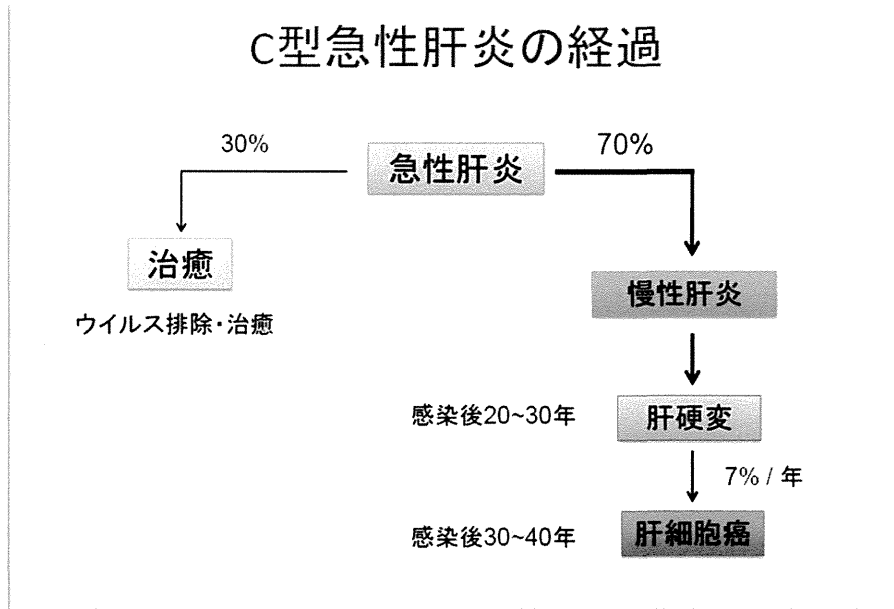 C型急性肝炎の経過
30%
急性肝炎
70%
治癒
ウイルス排除・治癒
慢性肝炎
感染後20~30年
肝硬変
7% / 年
感染後30~40年
肝細胞癌